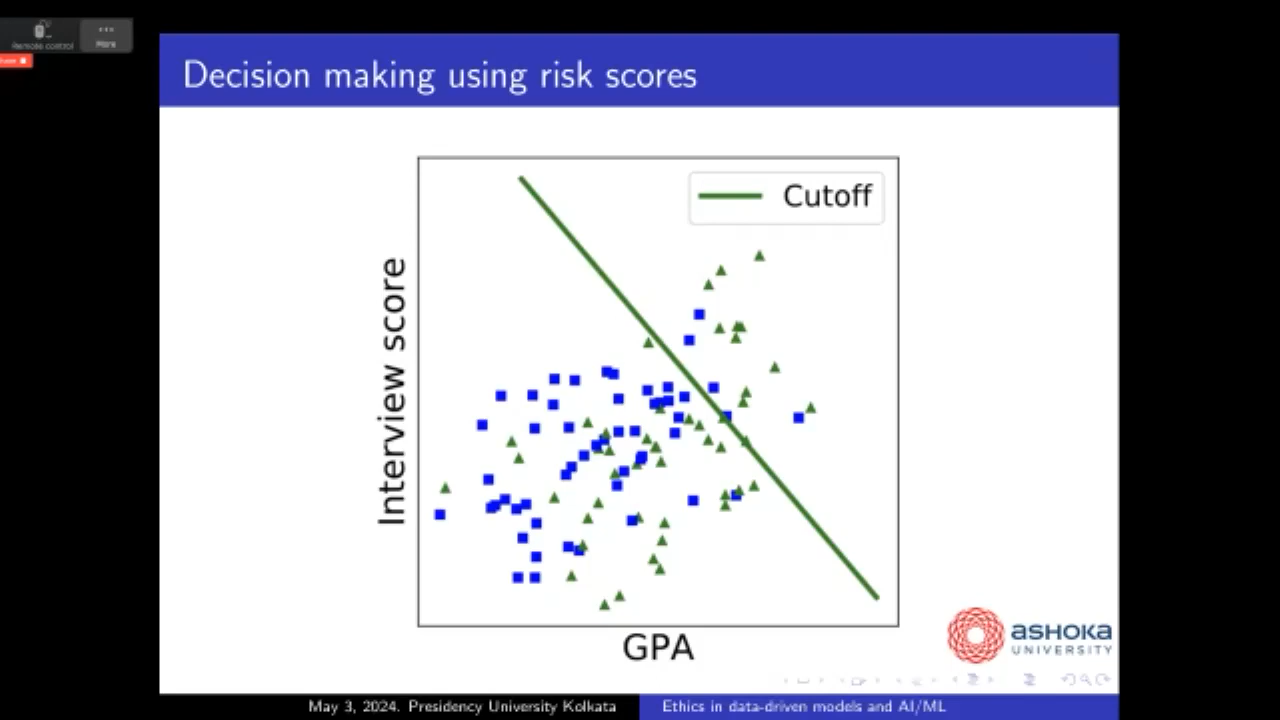 Remote control
More
Decision making using risk scores
Cutoff
Interview score
GPA
ASHOKA
UNIVERSITY
May 3, 2024. Presidency University Kolkata
Ethics in data-driven models and AI/ML